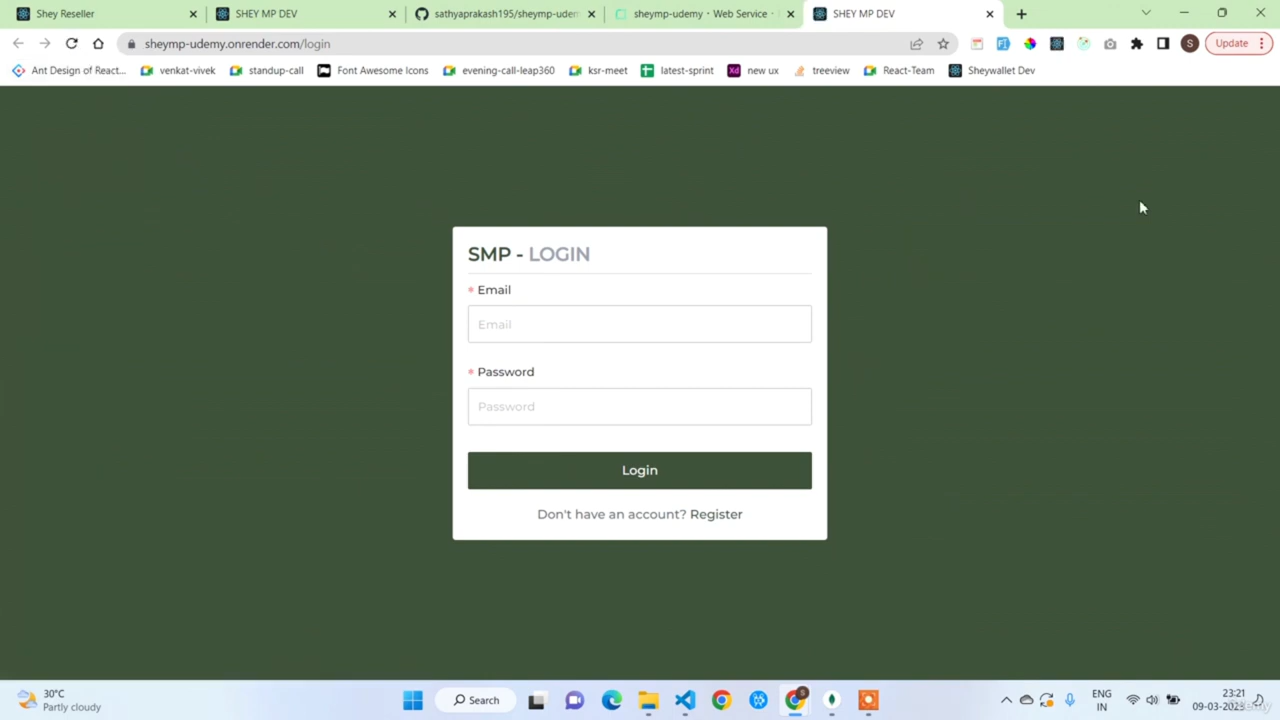 Shey Reseller
SHEY MP DEV
sathyaprakash195/sheymp-udem
sheymp-udemy · Web Service ·
SHEY MP DEV
sheymp-udemy.onrender.com/login
S
Update
Ant Design of React...
venkat-vivek
standup-call
Font Awesome Icons
evening-call-leap360
ksr-meet
latest-sprint
Xd
new ux
treeview
React-Team
Sheywallet Dev
SMP - LOGIN
* Email
Email
* Password
Password
Login
Don't have an account? Register
30°C
Partly cloudy
Search
ENG
IN
23:21
09-03-2023